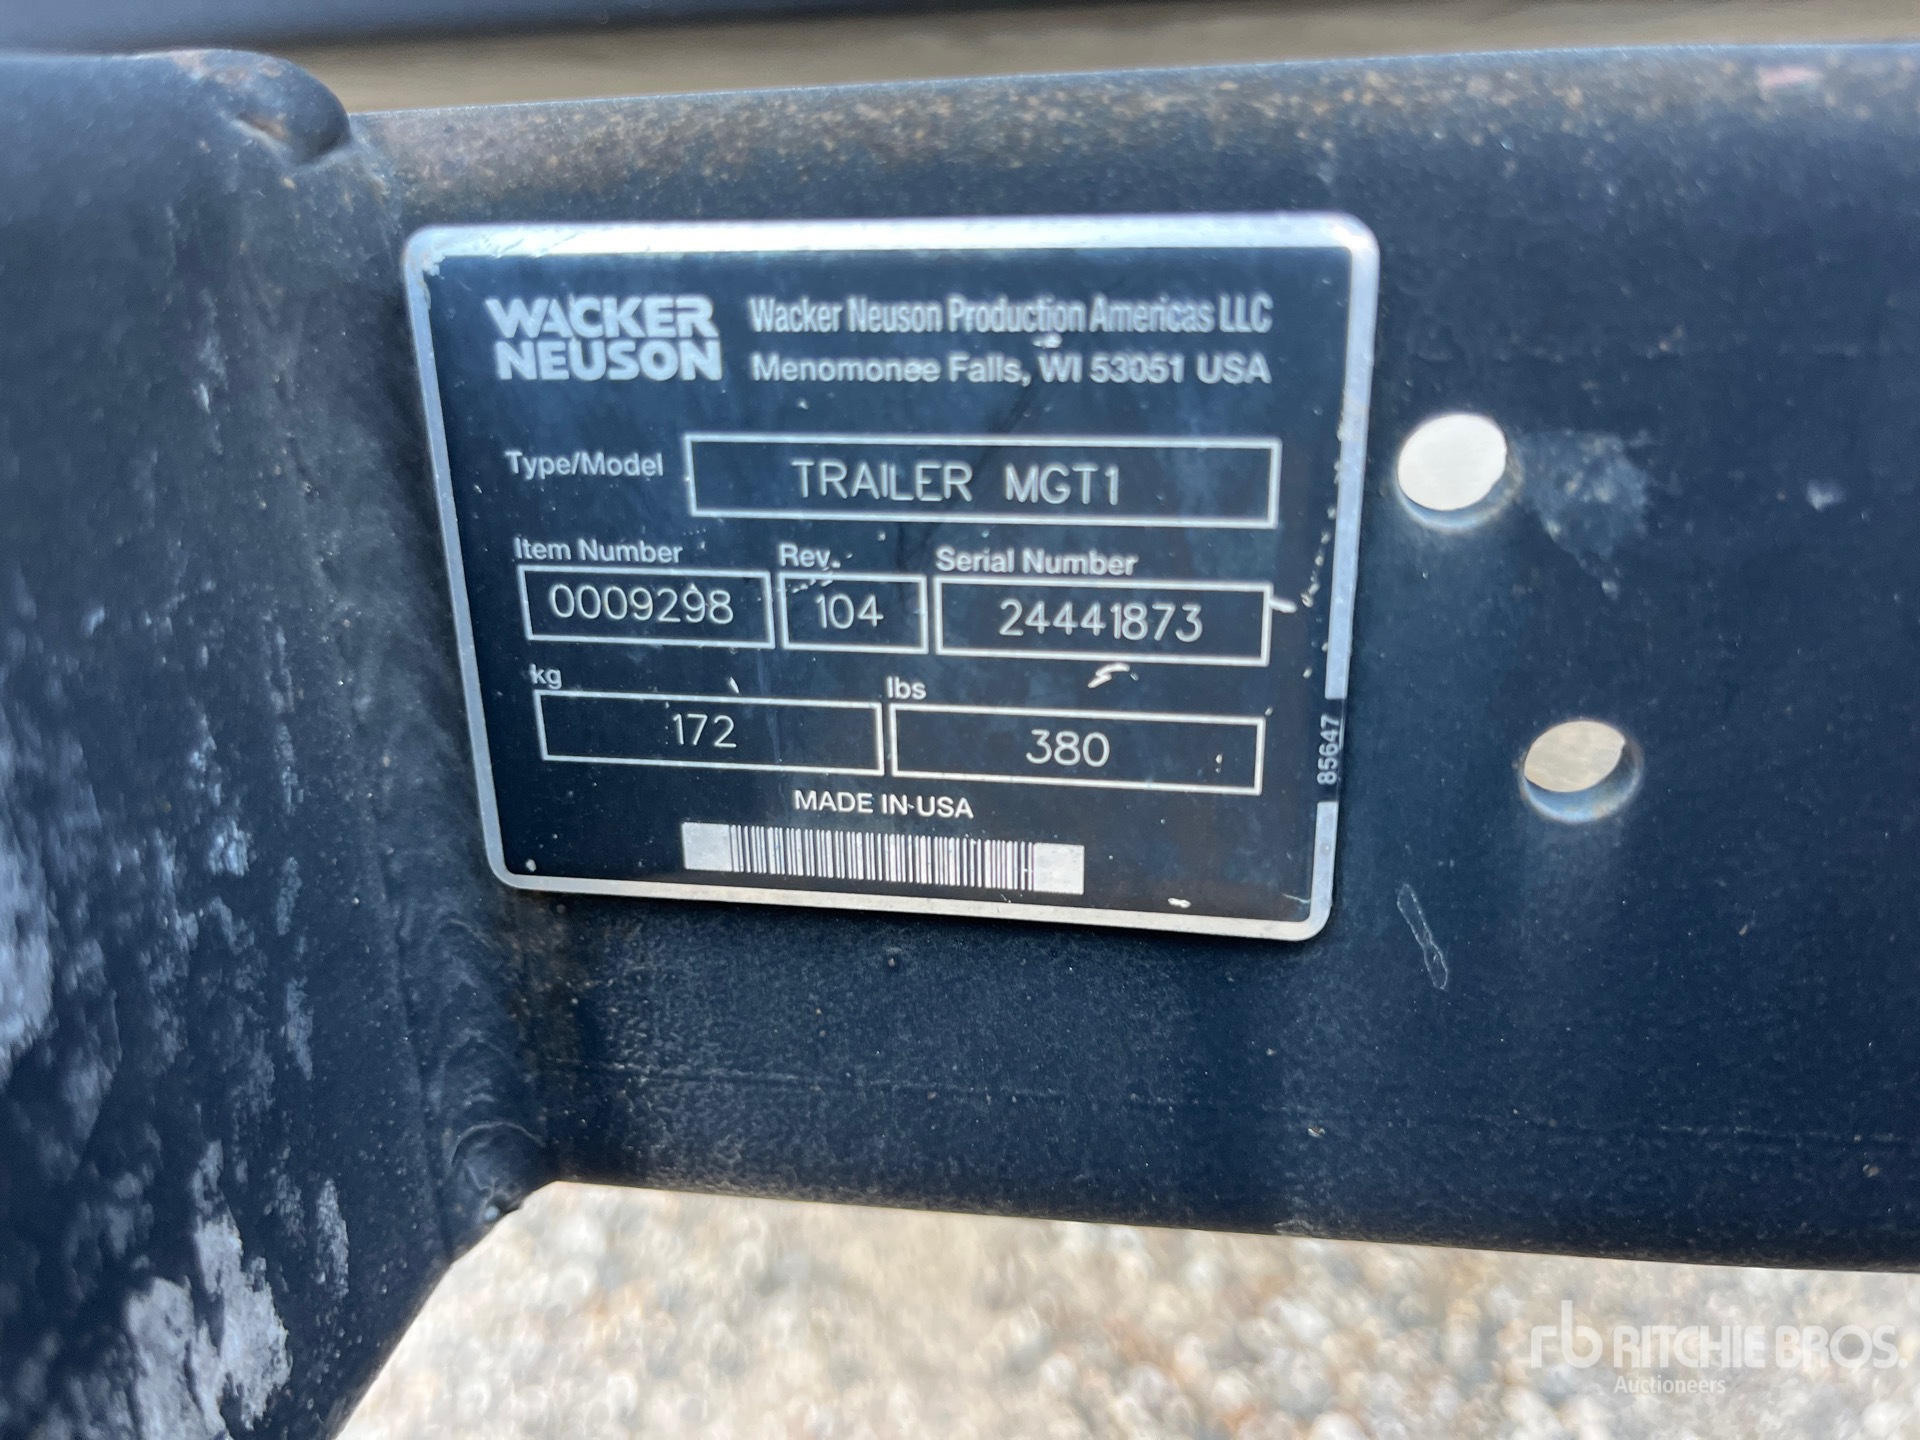 WACKER NEUSON
Wacker Neuson Production Americas LLC
Menomonee Falls, WI 53051 USA
Type/Model TRAILER MGT1
Item Number Rev. Serial Number
0009298 104 24441873
kg lbs
172 380
85647
MADE IN USA
rb RITCHIE BROS.
Auctioneers